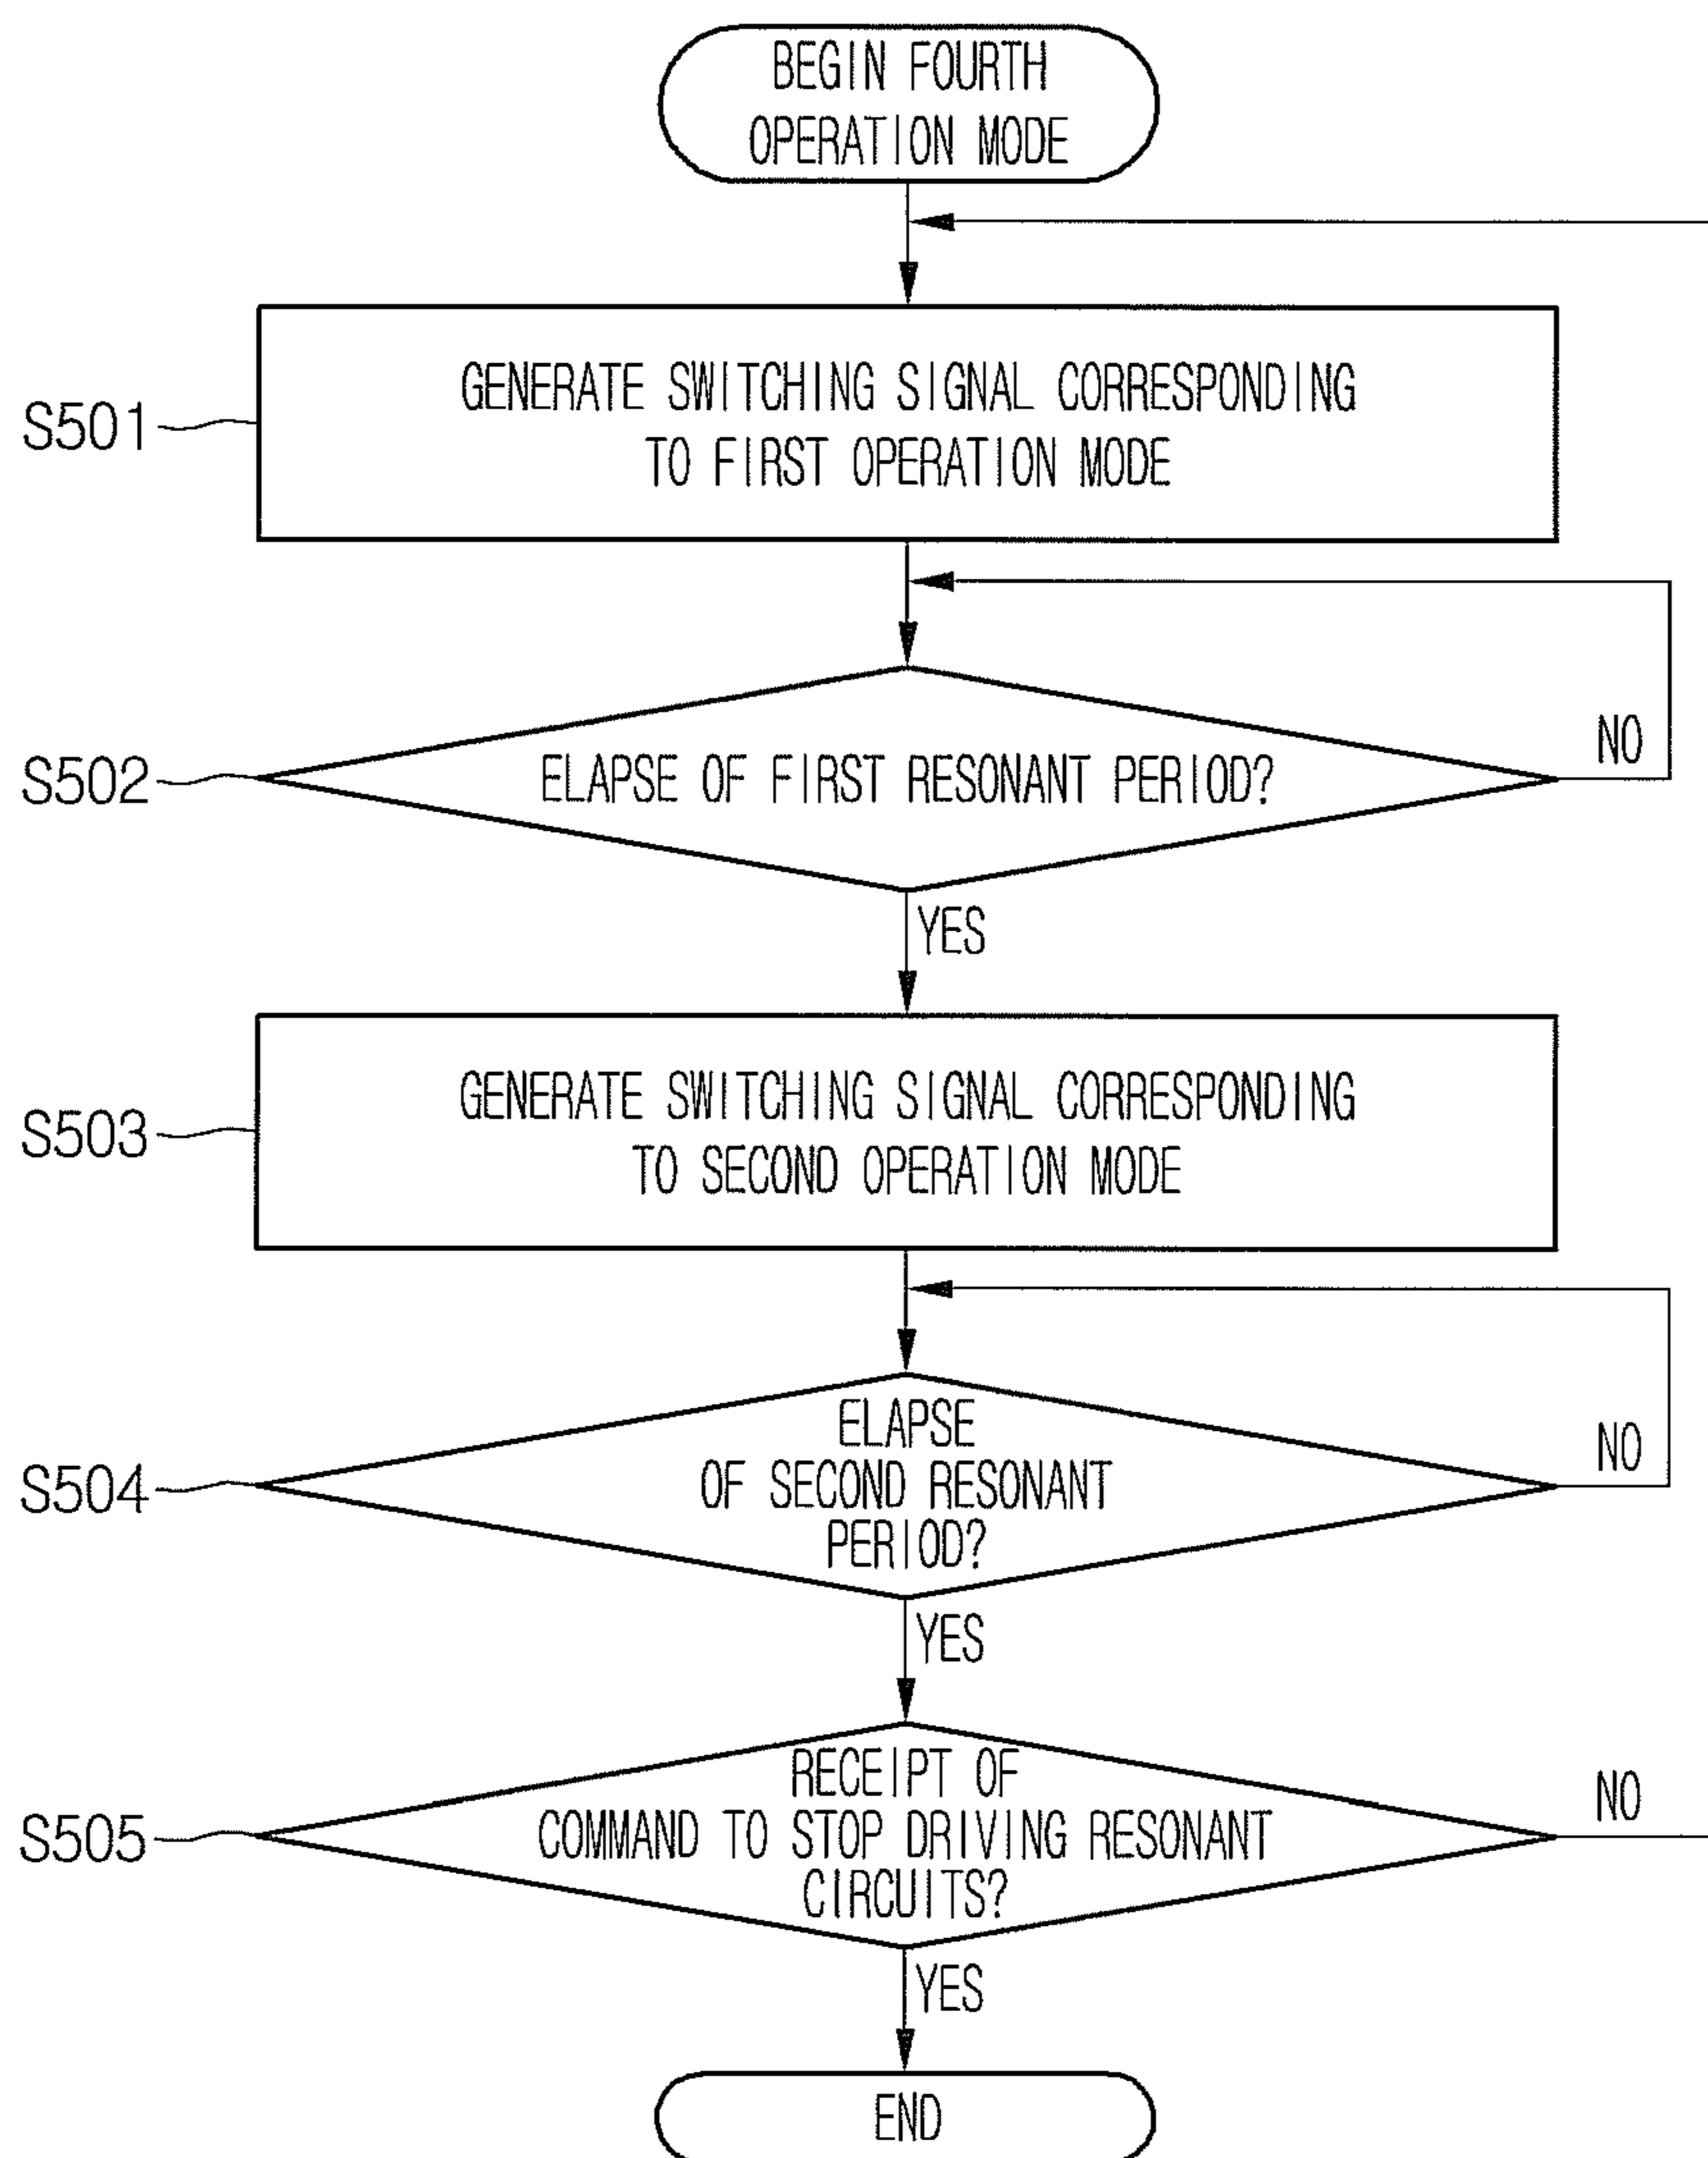 BEGIN FOURTH
OPERATION MODE
S501
GENERATE SWITCHING SIGNAL CORRESPONDING
TO FIRST OPERATION MODE
S502
ELAPSE OF FIRST RESONANT PERIOD?
NO
YES
S503
GENERATE SWITCHING SIGNAL CORRESPONDING
TO SECOND OPERATION MODE
S504
ELAPSE
OF SECOND RESONANT
PERIOD?
NO
YES
S505
RECEIPT OF
COMMAND TO STOP DRIVING RESONANT
CIRCUITS?
NO
YES
END